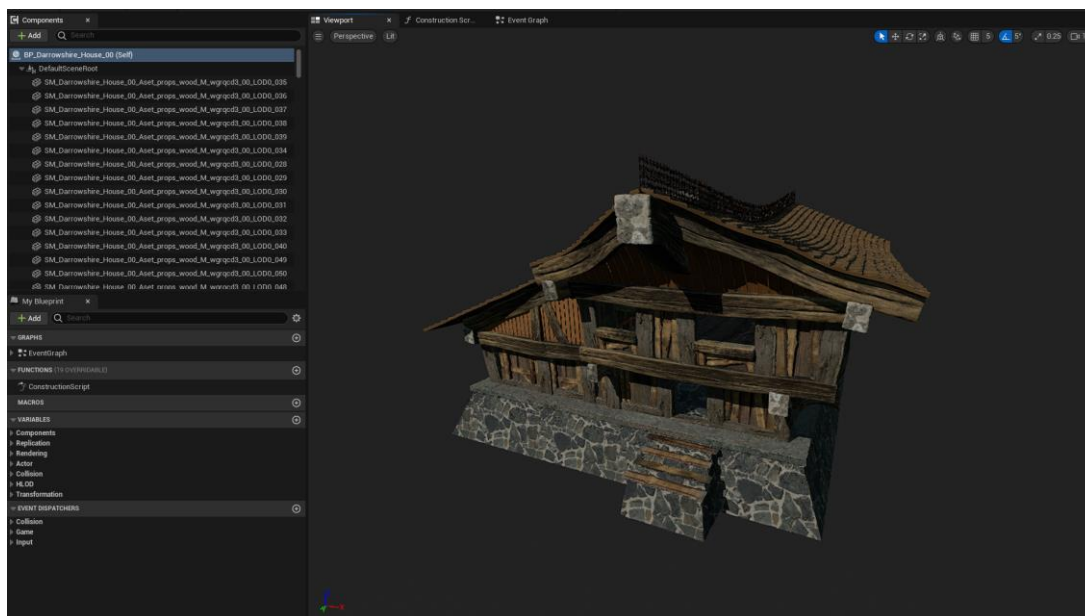 Components
+ Add
Search
BP_Darrowshire_House_00 (Self)
DefaultSceneRoot
SM_Darrowshire_House_00_Aset_props_wood_M_wgrqcd3_00_LOD0_035
SM_Darrowshire_House_00_Aset_props_wood_M_wgrqcd3_00_LOD0_036
SM_Darrowshire_House_00_Aset_props_wood_M_wgrqcd3_00_LOD0_037
SM_Darrowshire_House_00_Aset_props_wood_M_wgrqcd3_00_LOD0_038
SM_Darrowshire_House_00_Aset_props_wood_M_wgrqcd3_00_LOD0_039
SM_Darrowshire_House_00_Aset_props_wood_M_wgrqcd3_00_LOD0_034
SM_Darrowshire_House_00_Aset_props_wood_M_wgrqcd3_00_LOD0_028
SM_Darrowshire_House_00_Aset_props_wood_M_wgrqcd3_00_LOD0_029
SM_Darrowshire_House_00_Aset_props_wood_M_wgrqcd3_00_LOD0_030
SM_Darrowshire_House_00_Aset_props_wood_M_wgrqcd3_00_LOD0_031
SM_Darrowshire_House_00_Aset_props_wood_M_wgrqcd3_00_LOD0_032
SM_Darrowshire_House_00_Aset_props_wood_M_wgrqcd3_00_LOD0_033
SM_Darrowshire_House_00_Aset_props_wood_M_wgrqcd3_00_LOD0_040
SM_Darrowshire_House_00_Aset_props_wood_M_wgrqcd3_00_LOD0_049
SM_Darrowshire_House_00_Aset_props_wood_M_wgrqcd3_00_LOD0_050
SM_Darrowshire_House_00_Aset_props_wood_M_wgrqcd3_00_LOD0_048
My Blueprint
+ Add
Search
GRAPHS
EventGraph
FUNCTIONS (19 OVERRIDABLE)
ConstructionScript
MACROS
VARIABLES
Components
Replication
Rendering
Actor
Collision
HLOD
Transformation
EVENT DISPATCHERS
Collision
Game
Input
Viewport
Construction Scr...
Event Graph
Perspective
Lit
5
5°
0.25
1
X